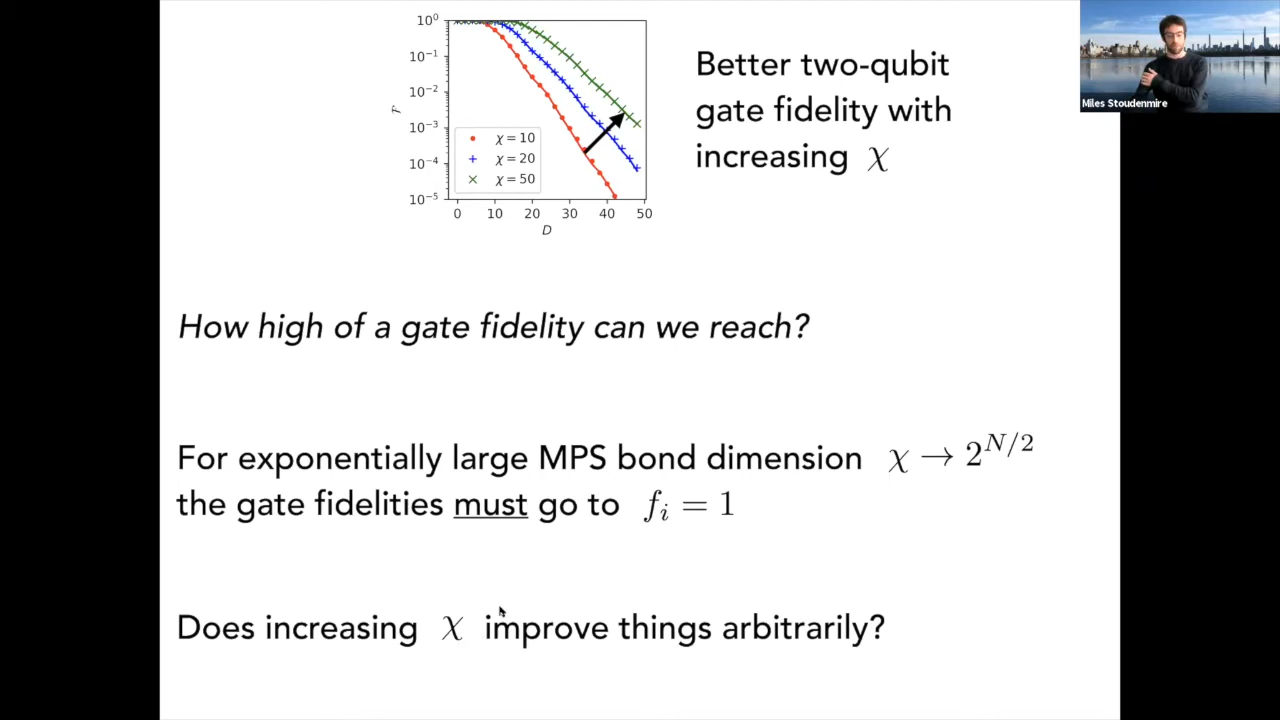 10⁰
10⁻¹
10⁻²
10⁻³
10⁻⁴
10⁻⁵
ℱ
χ = 10
χ = 20
χ = 50
0 10 20 30 40 50
D
Better two-qubit
gate fidelity with
increasing χ
Miles Stoudenmire
How high of a gate fidelity can we reach?
For exponentially large MPS bond dimension χ → 2^{N/2}
the gate fidelities must go to f_i = 1
Does increasing χ improve things arbitrarily?